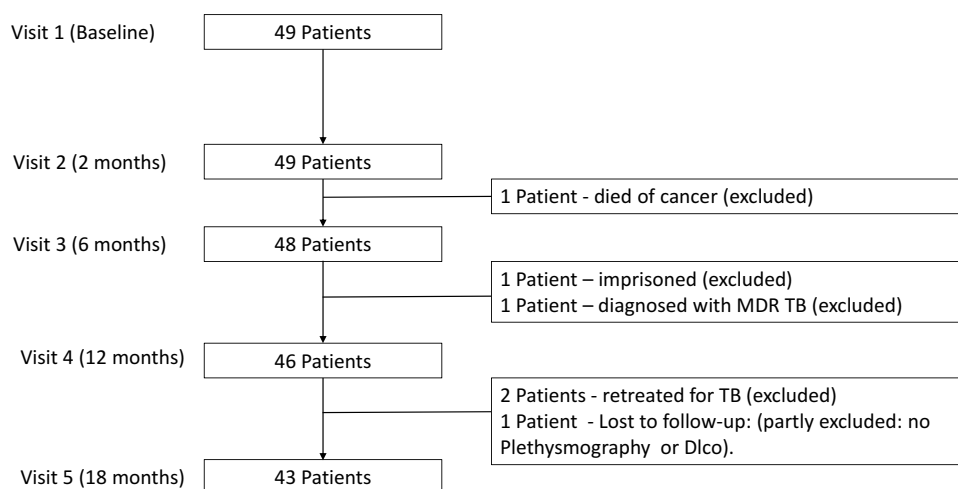 Visit 1 (Baseline)
49 Patients
Visit 2 (2 months)
49 Patients
1 Patient - died of cancer (excluded)
Visit 3 (6 months)
48 Patients
1 Patient – imprisoned (excluded)
1 Patient – diagnosed with MDR TB (excluded)
Visit 4 (12 months)
46 Patients
2 Patients - retreated for TB (excluded)
1 Patient  - Lost to follow-up: (partly excluded: no
Plethysmography  or Dlco).
Visit 5 (18 months)
43 Patients